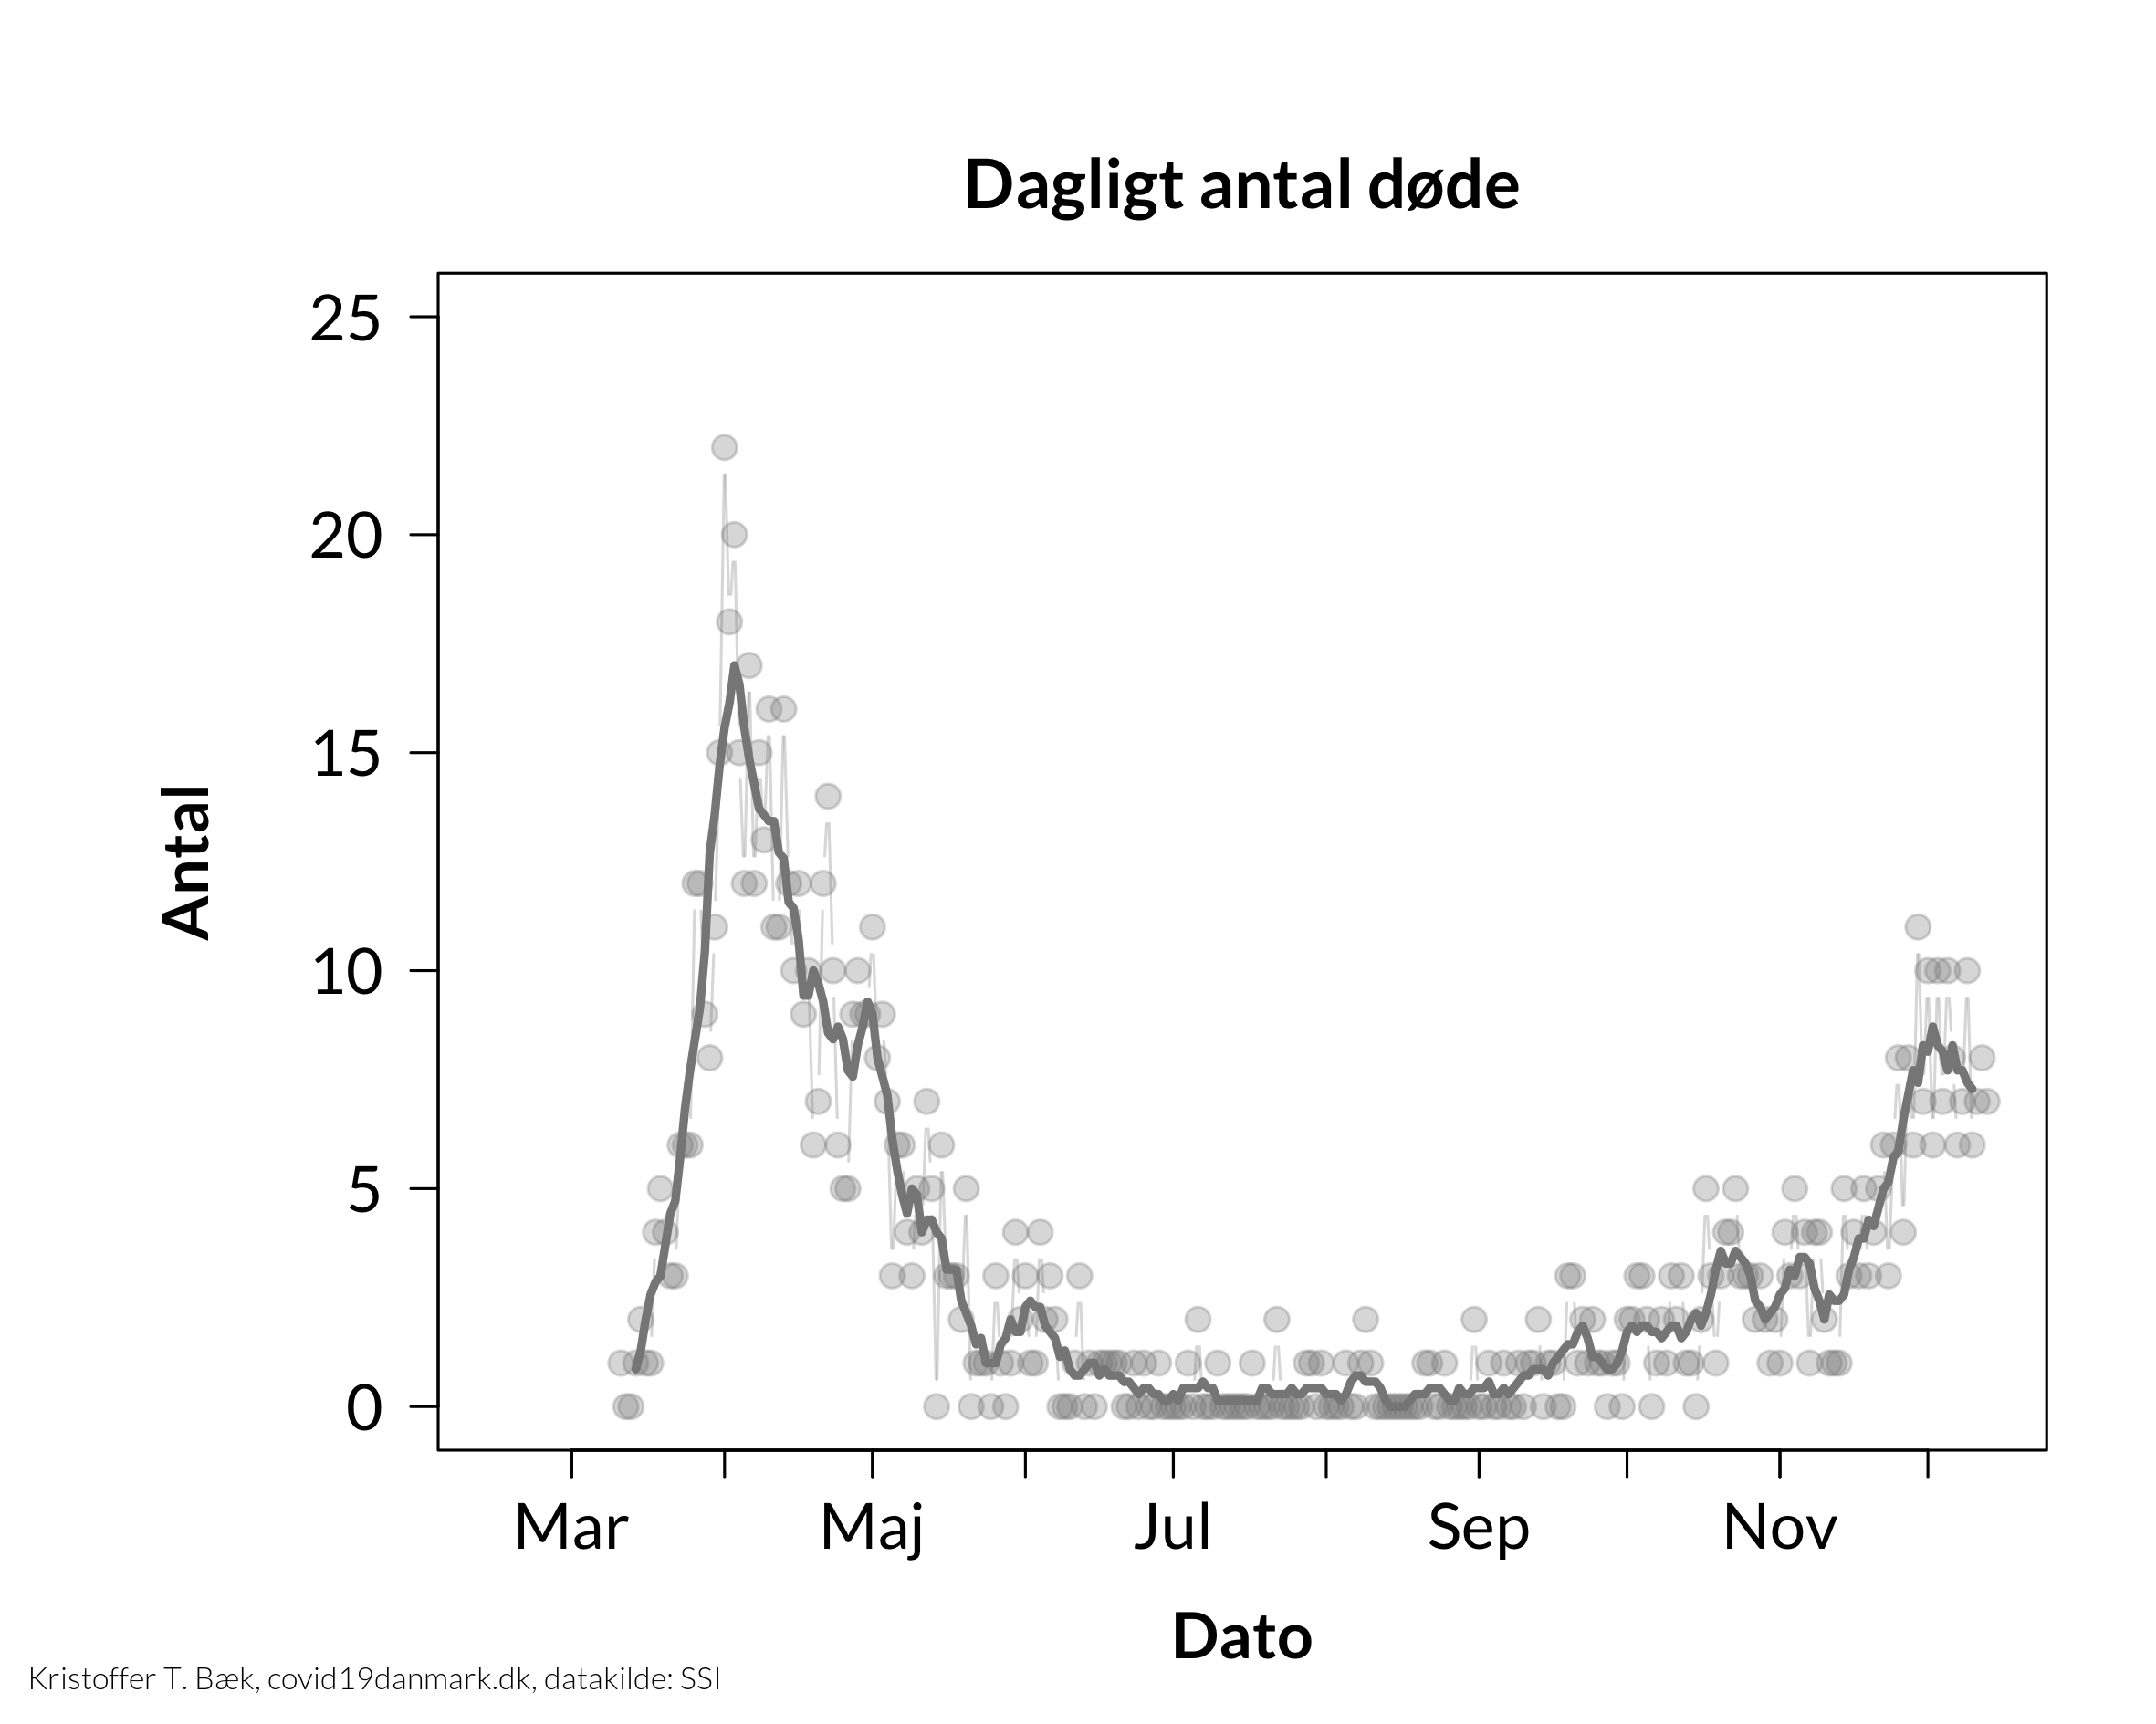 Dagligt antal døde
Antal
25
20
15
10
5
0
Mar Maj Jul Sep Nov
Dato
Kristoffer T. Bæk, covid19danmark.dk, datakilde: SSI